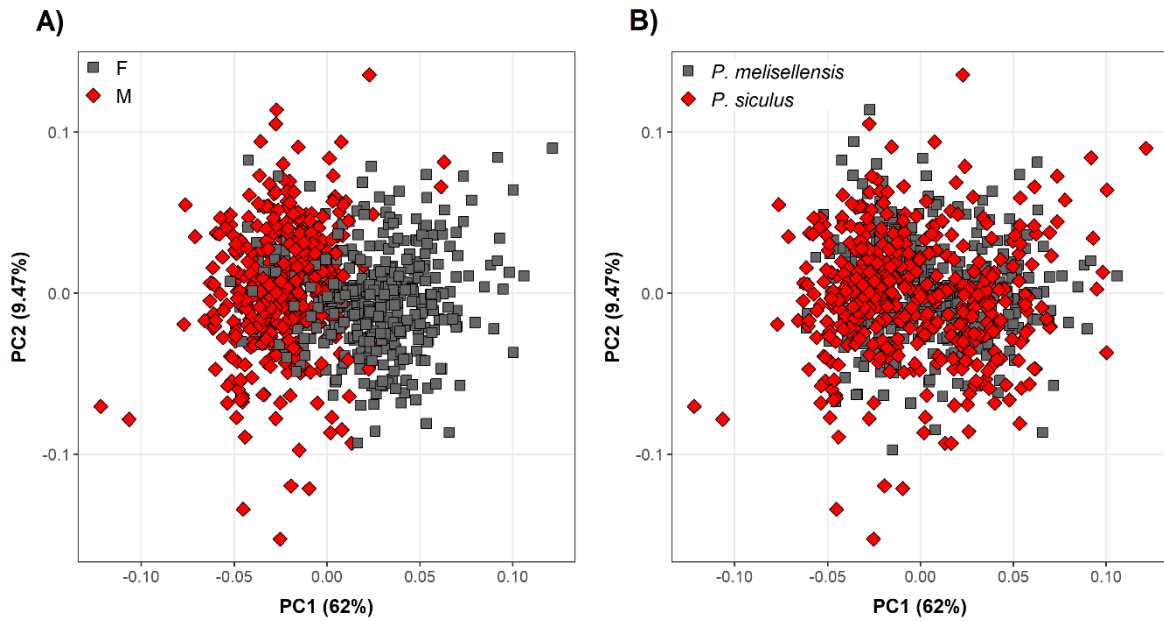 A)
F
M
0.1
0.0
-0.1
PC2 (9.47%)
-0.10
-0.05
0.00
0.05
0.10
PC1 (62%)
B)
P. melisellensis
P. siculus
0.1
0.0
-0.1
PC2 (9.47%)
-0.10
-0.05
0.00
0.05
0.10
PC1 (62%)